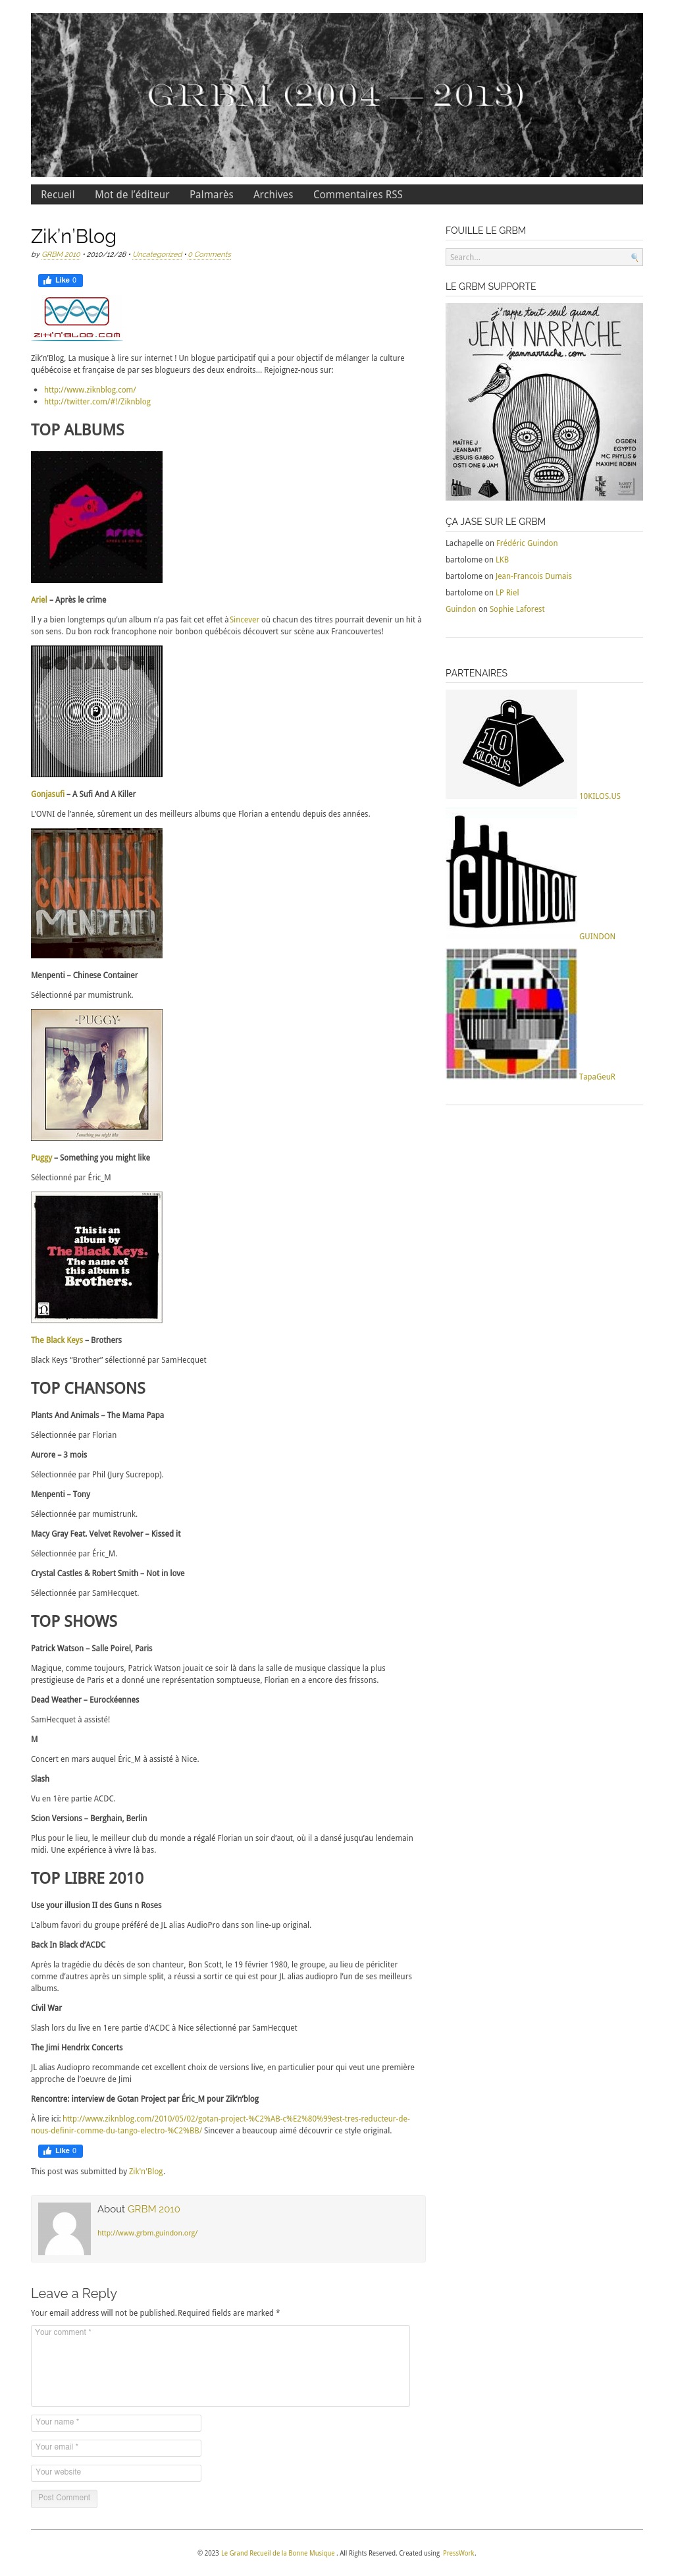 GRBM (2004 — 2013)
Recueil Mot de l'éditeur Palmarès Archives Commentaires RSS
Zik'n'Blog
by GRBM 2010 • 2010/12/28 • Uncategorized • 0 Comments
Like 0
ZIK'N'BLOG.COM
Zik'n'Blog, La musique à lire sur internet ! Un blogue participatif qui a pour objectif de mélanger la culture
québécoise et française de par ses blogueurs des deux endroits… Rejoignez-nous sur:
http://www.ziknblog.com/
http://twitter.com/#!/Ziknblog
TOP ALBUMS
ARIEL
Ariel – Après le crime
Il y a bien longtemps qu'un album n'a pas fait cet effet à Sincever où chacun des titres pourrait devenir un hit à
son sens. Du bon rock francophone noir bonbon québécois découvert sur scène aux Francouvertes!
GONJASUFI
Gonjasufi – A Sufi And A Killer
L'OVNI de l'année, sûrement un des meilleurs albums que Florian a entendu depuis des années.
CHINESE
CONTAINER
MENPENTI
Menpenti – Chinese Container
Sélectionné par mumistrunk.
-PUGGY-
Something you might like
Puggy – Something you might like
Sélectionné par Éric_M
This is an
album by
The Black Keys.
The name of
this album is
Brothers.
The Black Keys – Brothers
Black Keys "Brother" sélectionné par SamHecquet
TOP CHANSONS
Plants And Animals – The Mama Papa
Sélectionnée par Florian
Aurore – 3 mois
Sélectionnée par Phil (Jury Sucrepop).
Menpenti – Tony
Sélectionnée par mumistrunk.
Macy Gray Feat. Velvet Revolver – Kissed it
Sélectionnée par Éric_M.
Crystal Castles & Robert Smith – Not in love
Sélectionnée par SamHecquet.
TOP SHOWS
Patrick Watson – Salle Poirel, Paris
Magique, comme toujours, Patrick Watson jouait ce soir là dans la salle de musique classique la plus
prestigieuse de Paris et a donné une représentation somptueuse, Florian en a encore des frissons.
Dead Weather – Eurockéennes
SamHecquet à assisté!
M
Concert en mars auquel Éric_M à assisté à Nice.
Slash
Vu en 1ère partie ACDC.
Scion Versions – Berghain, Berlin
Plus pour le lieu, le meilleur club du monde a régalé Florian un soir d'aout, où il a dansé jusqu'au lendemain
midi. Une expérience à vivre là bas.
TOP LIBRE 2010
Use your illusion II des Guns n Roses
L'album favori du groupe préféré de JL alias AudioPro dans son line-up original.
Back In Black d'ACDC
Après la tragédie du décès de son chanteur, Bon Scott, le 19 février 1980, le groupe, au lieu de péricliter
comme d'autres après un simple split, a réussi a sortir ce qui est pour JL alias audiopro l'un de ses meilleurs
albums.
Civil War
Slash lors du live en 1ere partie d'ACDC à Nice sélectionné par SamHecquet
The Jimi Hendrix Concerts
JL alias Audiopro recommande cet excellent choix de versions live, en particulier pour qui veut une première
approche de l'oeuvre de Jimi
Rencontre: interview de Gotan Project par Éric_M pour Zik'n'blog
À lire ici: http://www.ziknblog.com/2010/05/02/gotan-project-%C2%AB-c%E2%80%99est-tres-reducteur-de-
nous-definir-comme-du-tango-electro-%C2%BB/ Sincever a beaucoup aimé découvrir ce style original.
Like 0
This post was submitted by Zik'n'Blog.
About GRBM 2010
http://www.grbm.guindon.org/
Leave a Reply
Your email address will not be published. Required fields are marked *
Your comment *
Your name *
Your email *
Your website
Post Comment
FOUILLE LE GRBM
Search...
LE GRBM SUPPORTE
j'rappe tout seul quand
JEAN NARRACHE
jeannarrache.com
MAÎTRE J
JEANBART
JESUIS GABBO
OSTI ONE & JAM
OGDEN
EGYPTO
MC PHYLIS &
MAXIME ROBIN
ÇA JASE SUR LE GRBM
Lachapelle on Frédéric Guindon
bartolome on LKB
bartolome on Jean-Francois Dumais
bartolome on LP Riel
Guindon on Sophie Laforest
PARTENAIRES
10
KILOS.US
10KILOS.US
GUINDON
GUINDON
TapaGeuR
© 2023 Le Grand Recueil de la Bonne Musique . All Rights Reserved. Created using PressWork.